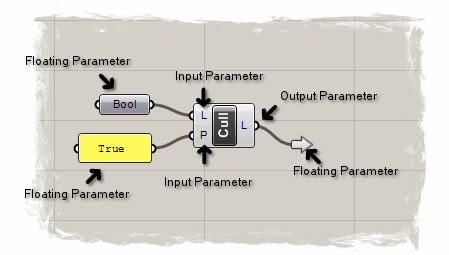 Floating Parameter
Input Parameter
Bool
Output Parameter
L
Cull
L
P
True
Floating Parameter
Floating Parameter
Input Parameter